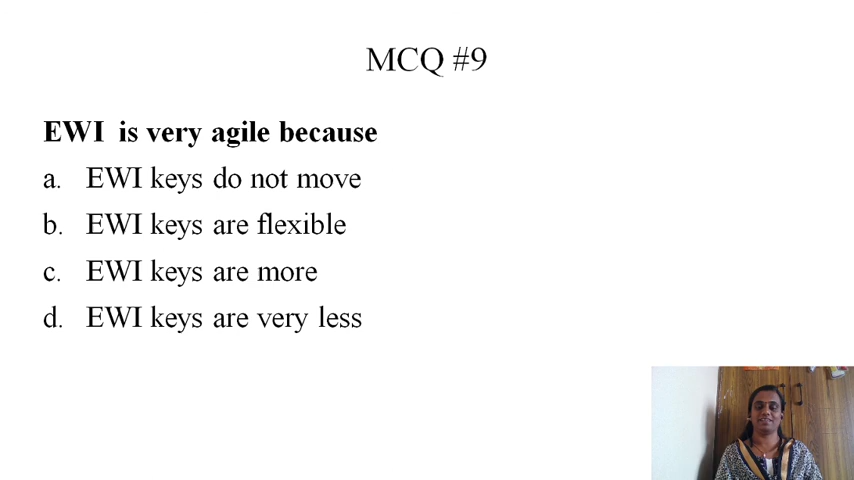 MCQ #9
EWI is very agile because
a. EWI keys do not move
b. EWI keys are flexible
c. EWI keys are more
d. EWI keys are very less